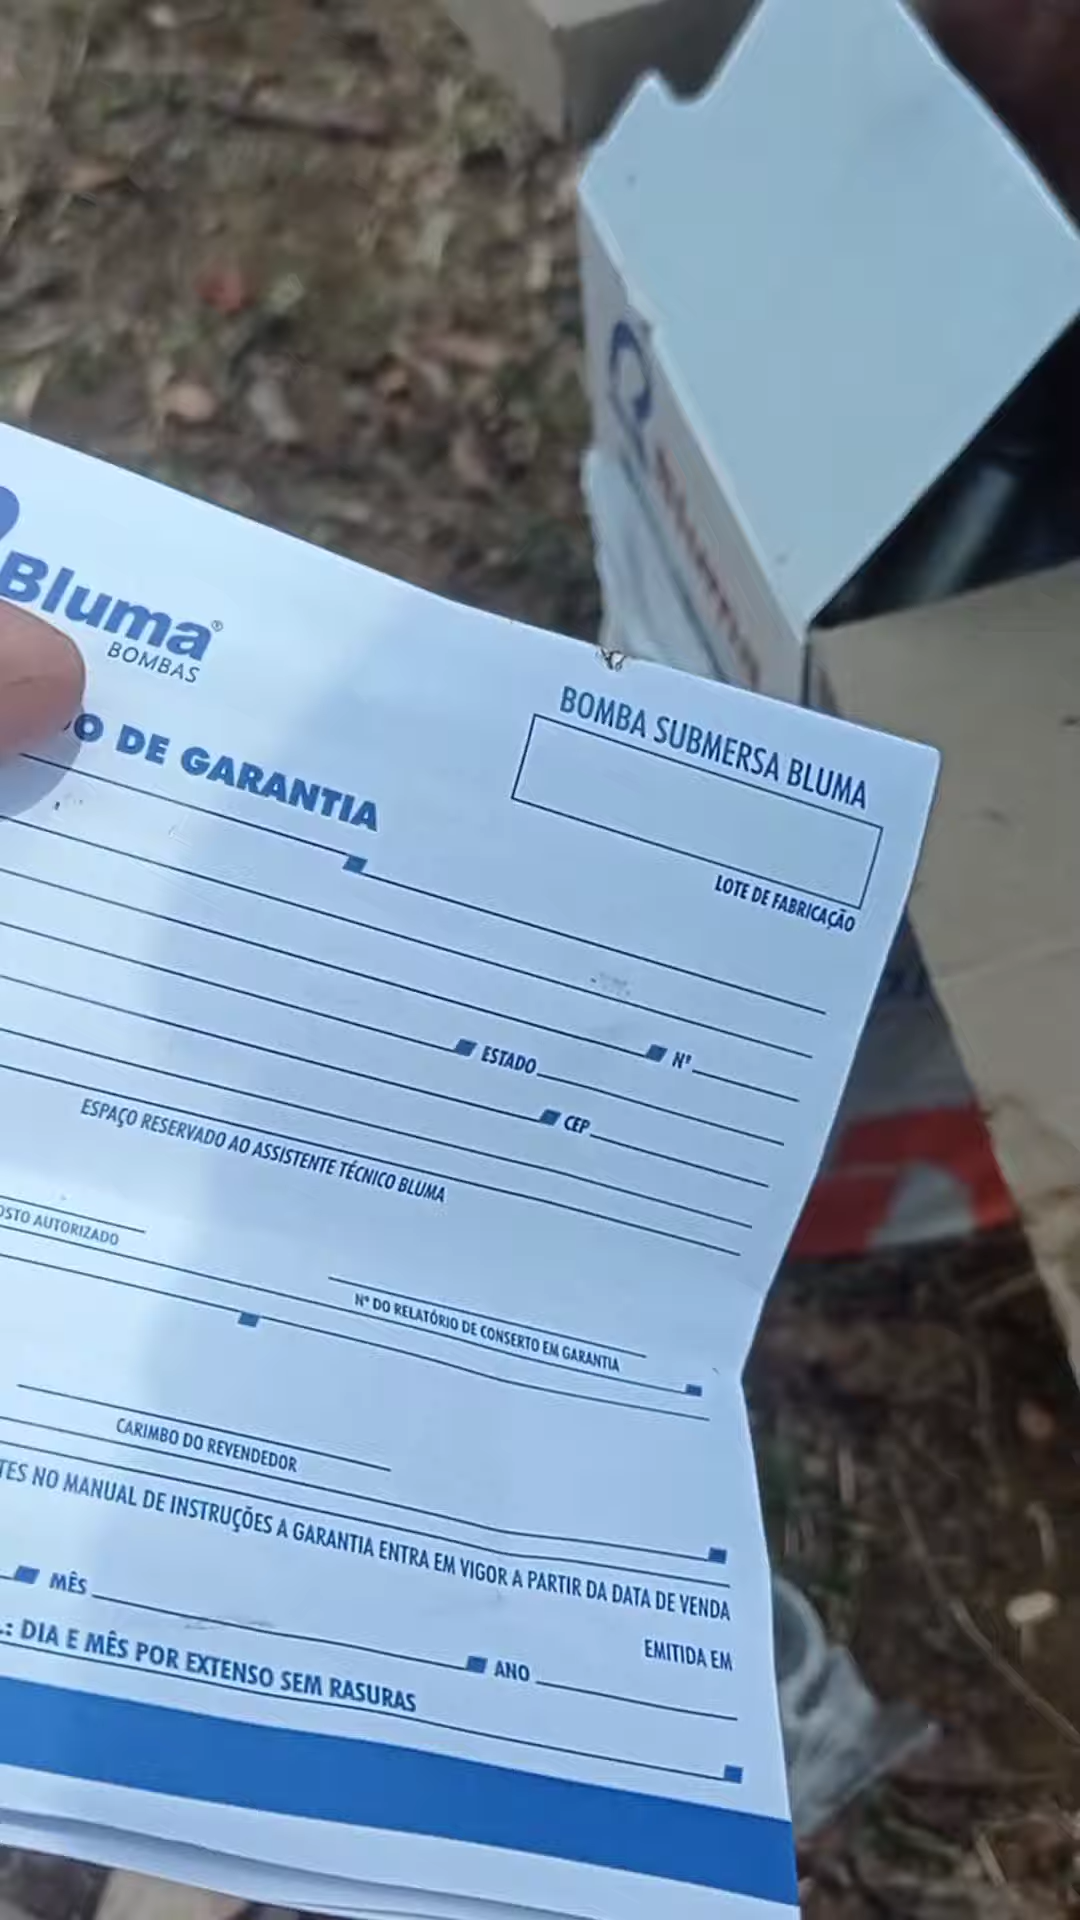 Bluma®
BOMBAS
BOMBA SUBMERSA BLUMA
O DE GARANTIA
LOTE DE FABRICAÇÃO
Nº
ESTADO
CEP
ESPAÇO RESERVADO AO ASSISTENTE TÉCNICO BLUMA
OSTO AUTORIZADO
Nº DO RELATÓRIO DE CONSERTO EM GARANTIA
CARIMBO DO REVENDEDOR
TES NO MANUAL DE INSTRUÇÕES A GARANTIA ENTRA EM VIGOR A PARTIR DA DATA DE VENDA
EMITIDA EM
MÊS
ANO
.: DIA E MÊS POR EXTENSO SEM RASURAS